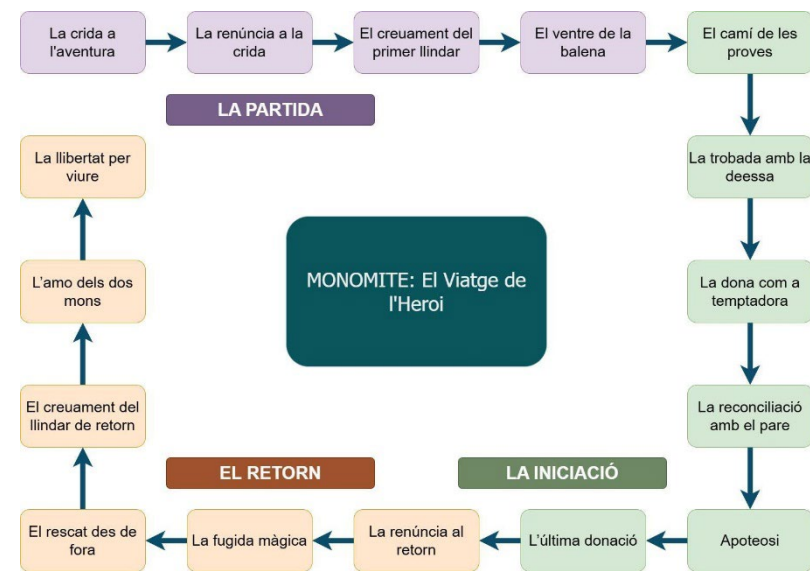 La crida a
l'aventura
La renúncia a la
crida
El creuament del
primer llindar
El ventre de la
balena
El camí de les
proves
LA PARTIDA
La trobada amb la
deessa
La dona com a
temptadora
La reconciliació
amb el pare
Apoteosi
LA INICIACIÓ
L'última donació
La renúncia al
retorn
La fugida màgica
El rescat des de
fora
EL RETORN
El creuament del
llindar de retorn
L'amo dels dos
mons
La llibertat per
viure
MONOMITE: El Viatge de
l'Heroi